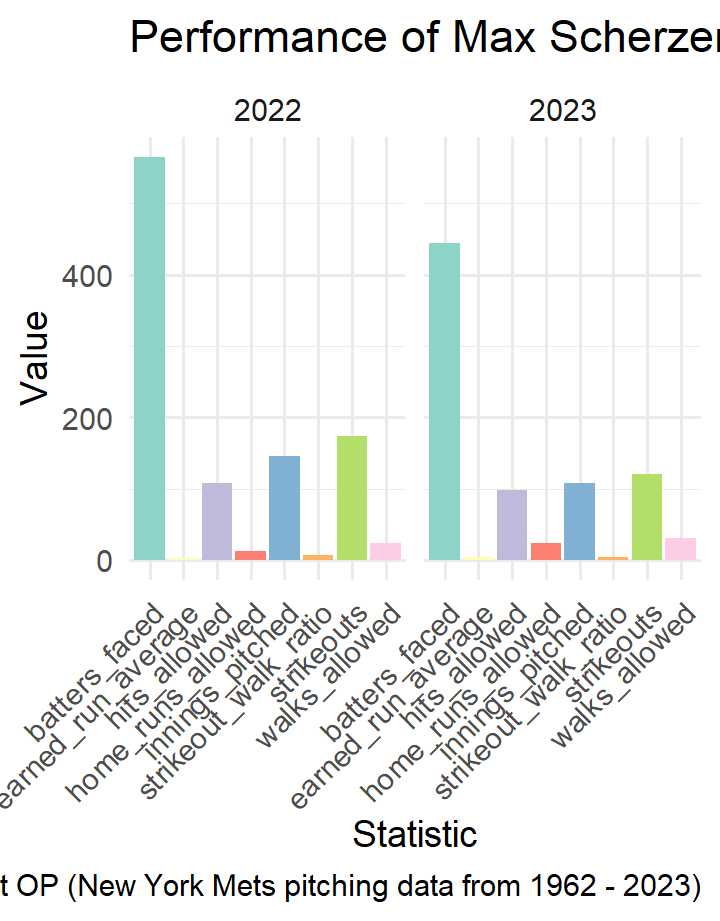 Performance of Max Scherzer
2022 2023
Value
400
200
0
batters_faced
earned_run_average
hits_allowed
home_runs_allowed
innings_pitched
strikeout_walk_ratio
strikeouts
walks_allowed
batters_faced
earned_run_average
hits_allowed
home_runs_allowed
innings_pitched
strikeout_walk_ratio
strikeouts
walks_allowed
Statistic
t OP (New York Mets pitching data from 1962 - 2023)